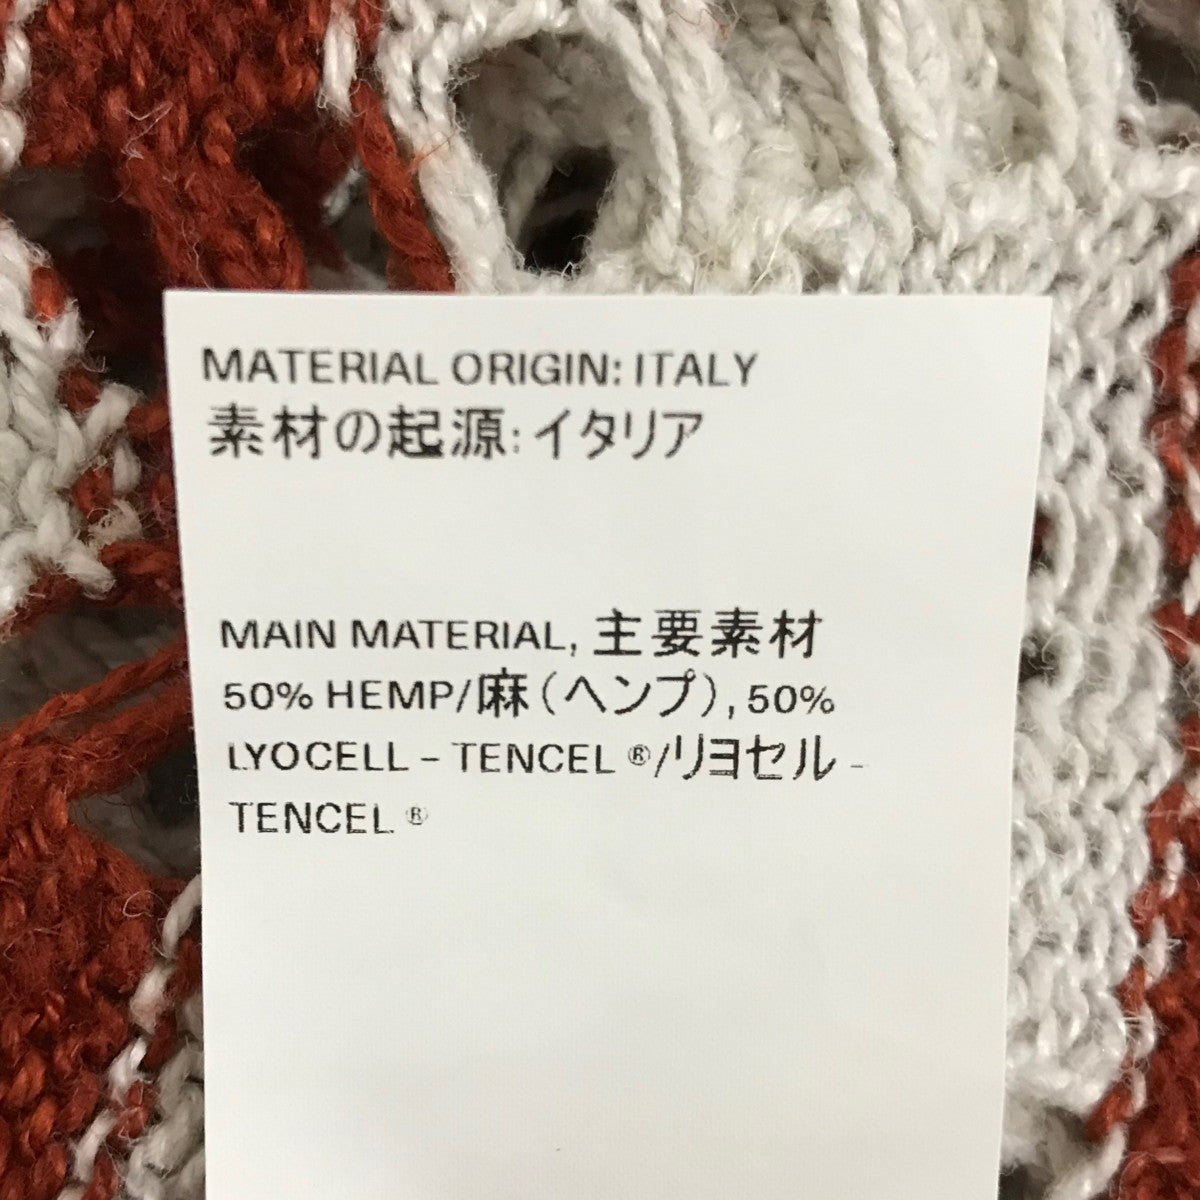 MATERIAL ORIGIN: ITALY
素材の起源: イタリア
MAIN MATERIAL, 主要素材
50% HEMP/麻(ヘンプ), 50%
LYOCELL - TENCEL ®/リヨセル -
TENCEL ®